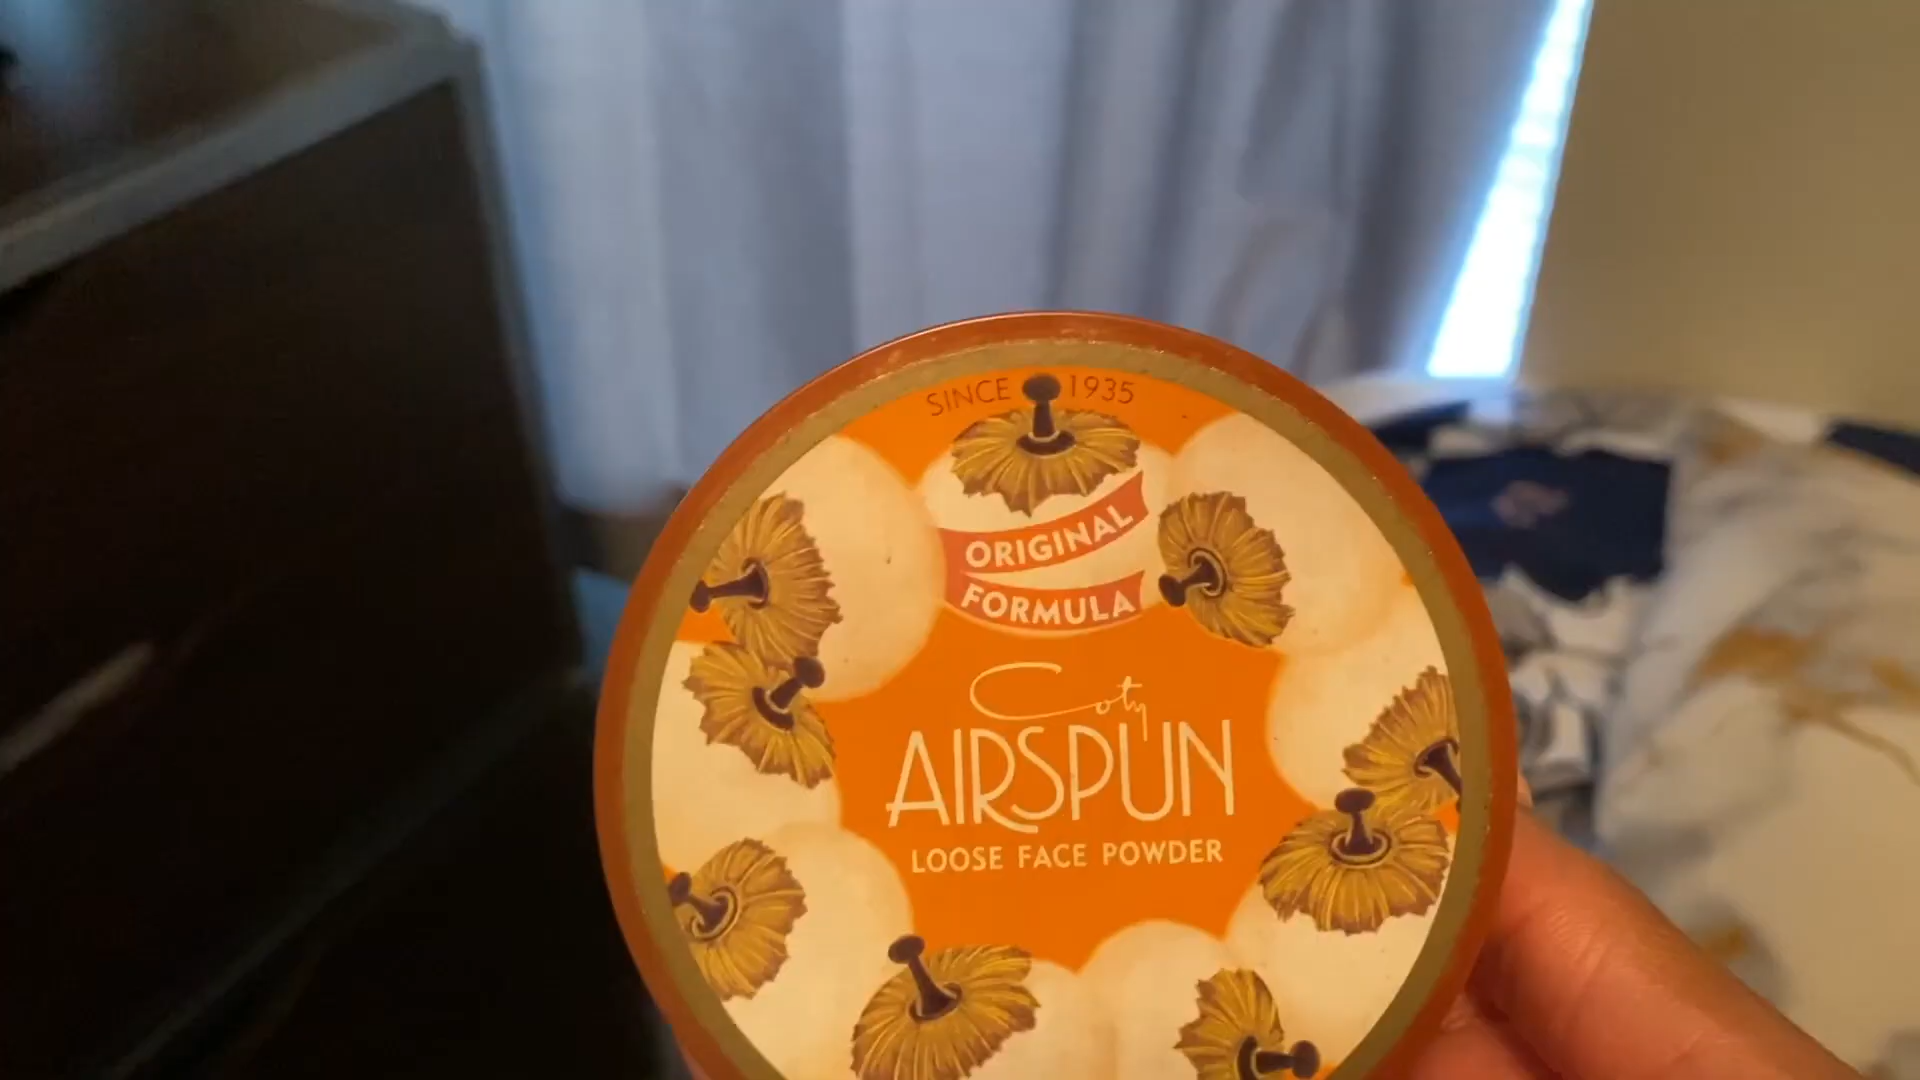 SINCE 1935
ORIGINAL
FORMULA
Coty
AIRSPUN
LOOSE FACE POWDER